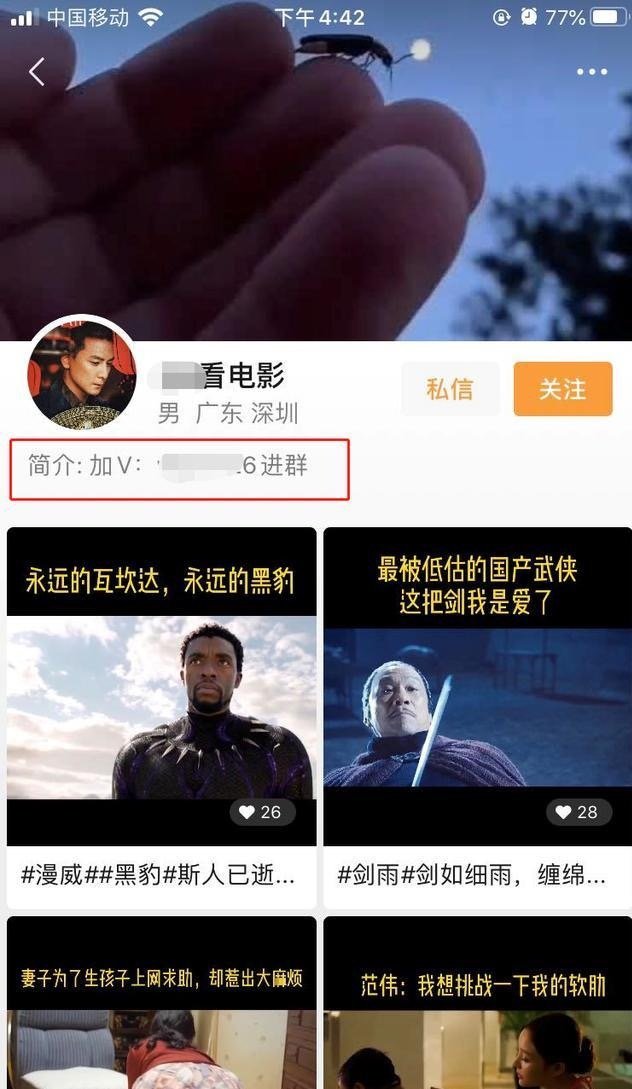 中国移动 下午4:42 77%
看电影
男 广东 深圳
私信
关注
简介: 加V: 6进群
永远的瓦坎达，永远的黑豹
最被低估的国产武侠
这把剑我是爱了
26
28
#漫威##黑豹#斯人已逝...
#剑雨#剑如细雨，缠绵...
妻子为了生孩子上网求助，却惹出大麻烦
范伟：我想挑战一下我的软肋